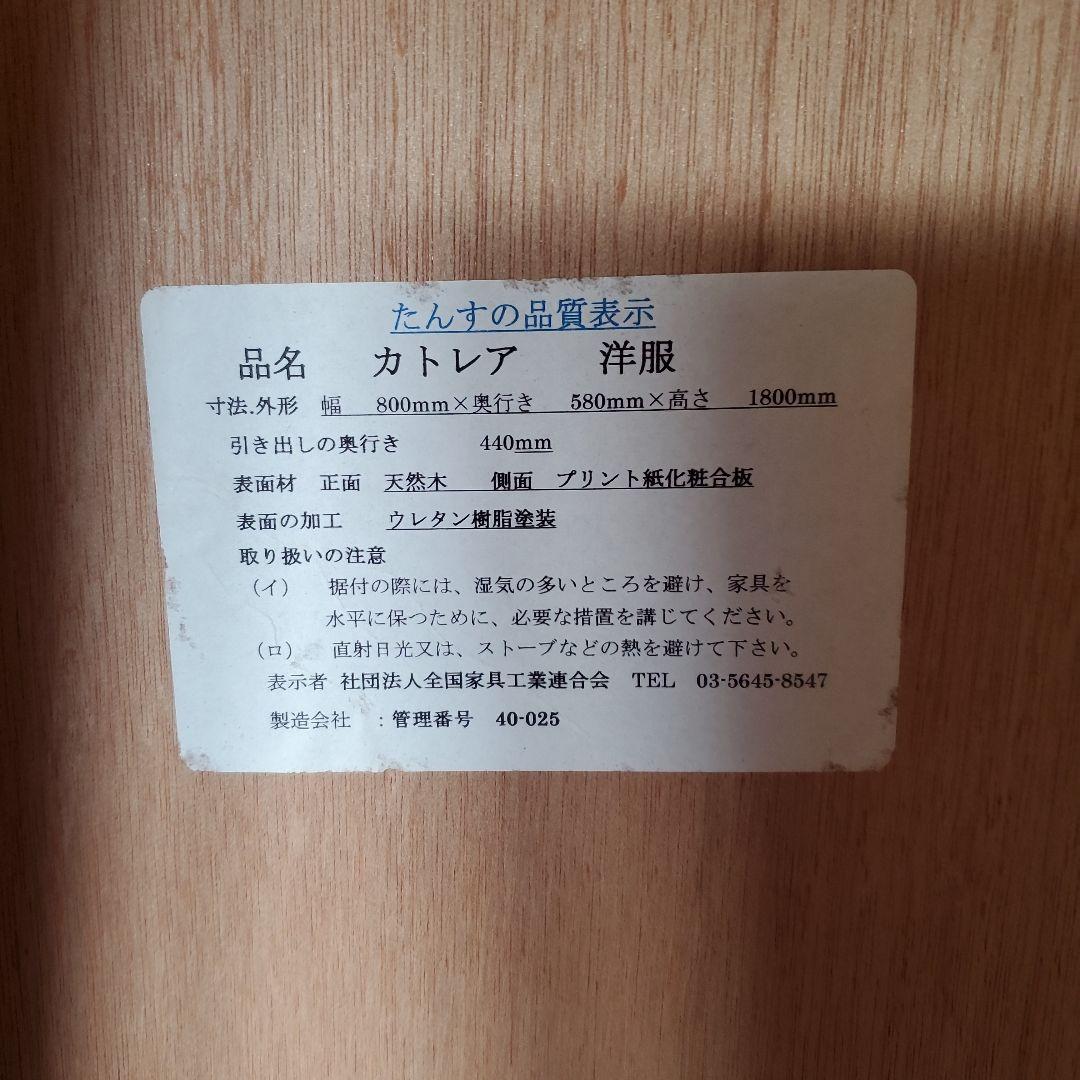 たんすの品質表示
品名 カトレア 洋服
寸法.外形 幅 800mm×奥行き 580mm×高さ 1800mm
引き出しの奥行き 440mm
表面材 正面 天然木 側面 プリント紙化粧合板
表面の加工 ウレタン樹脂塗装
取り扱いの注意
（イ） 据付の際には、湿気の多いところを避け、家具を
水平に保つために、必要な措置を講じてください。
（ロ） 直射日光又は、ストーブなどの熱を避けて下さい。
表示者 社団法人全国家具工業連合会 TEL 03-5645-8547
製造会社 ：管理番号 40-025